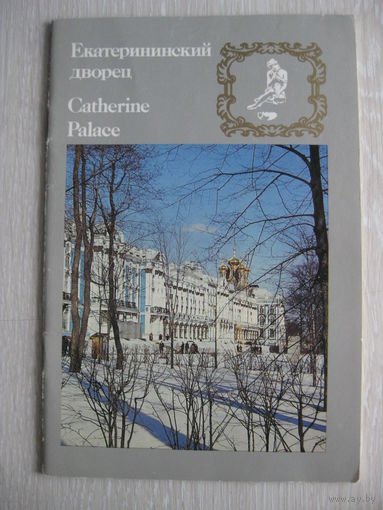 Екатерининский
дворец
Catherine
Palace
www.ay.by